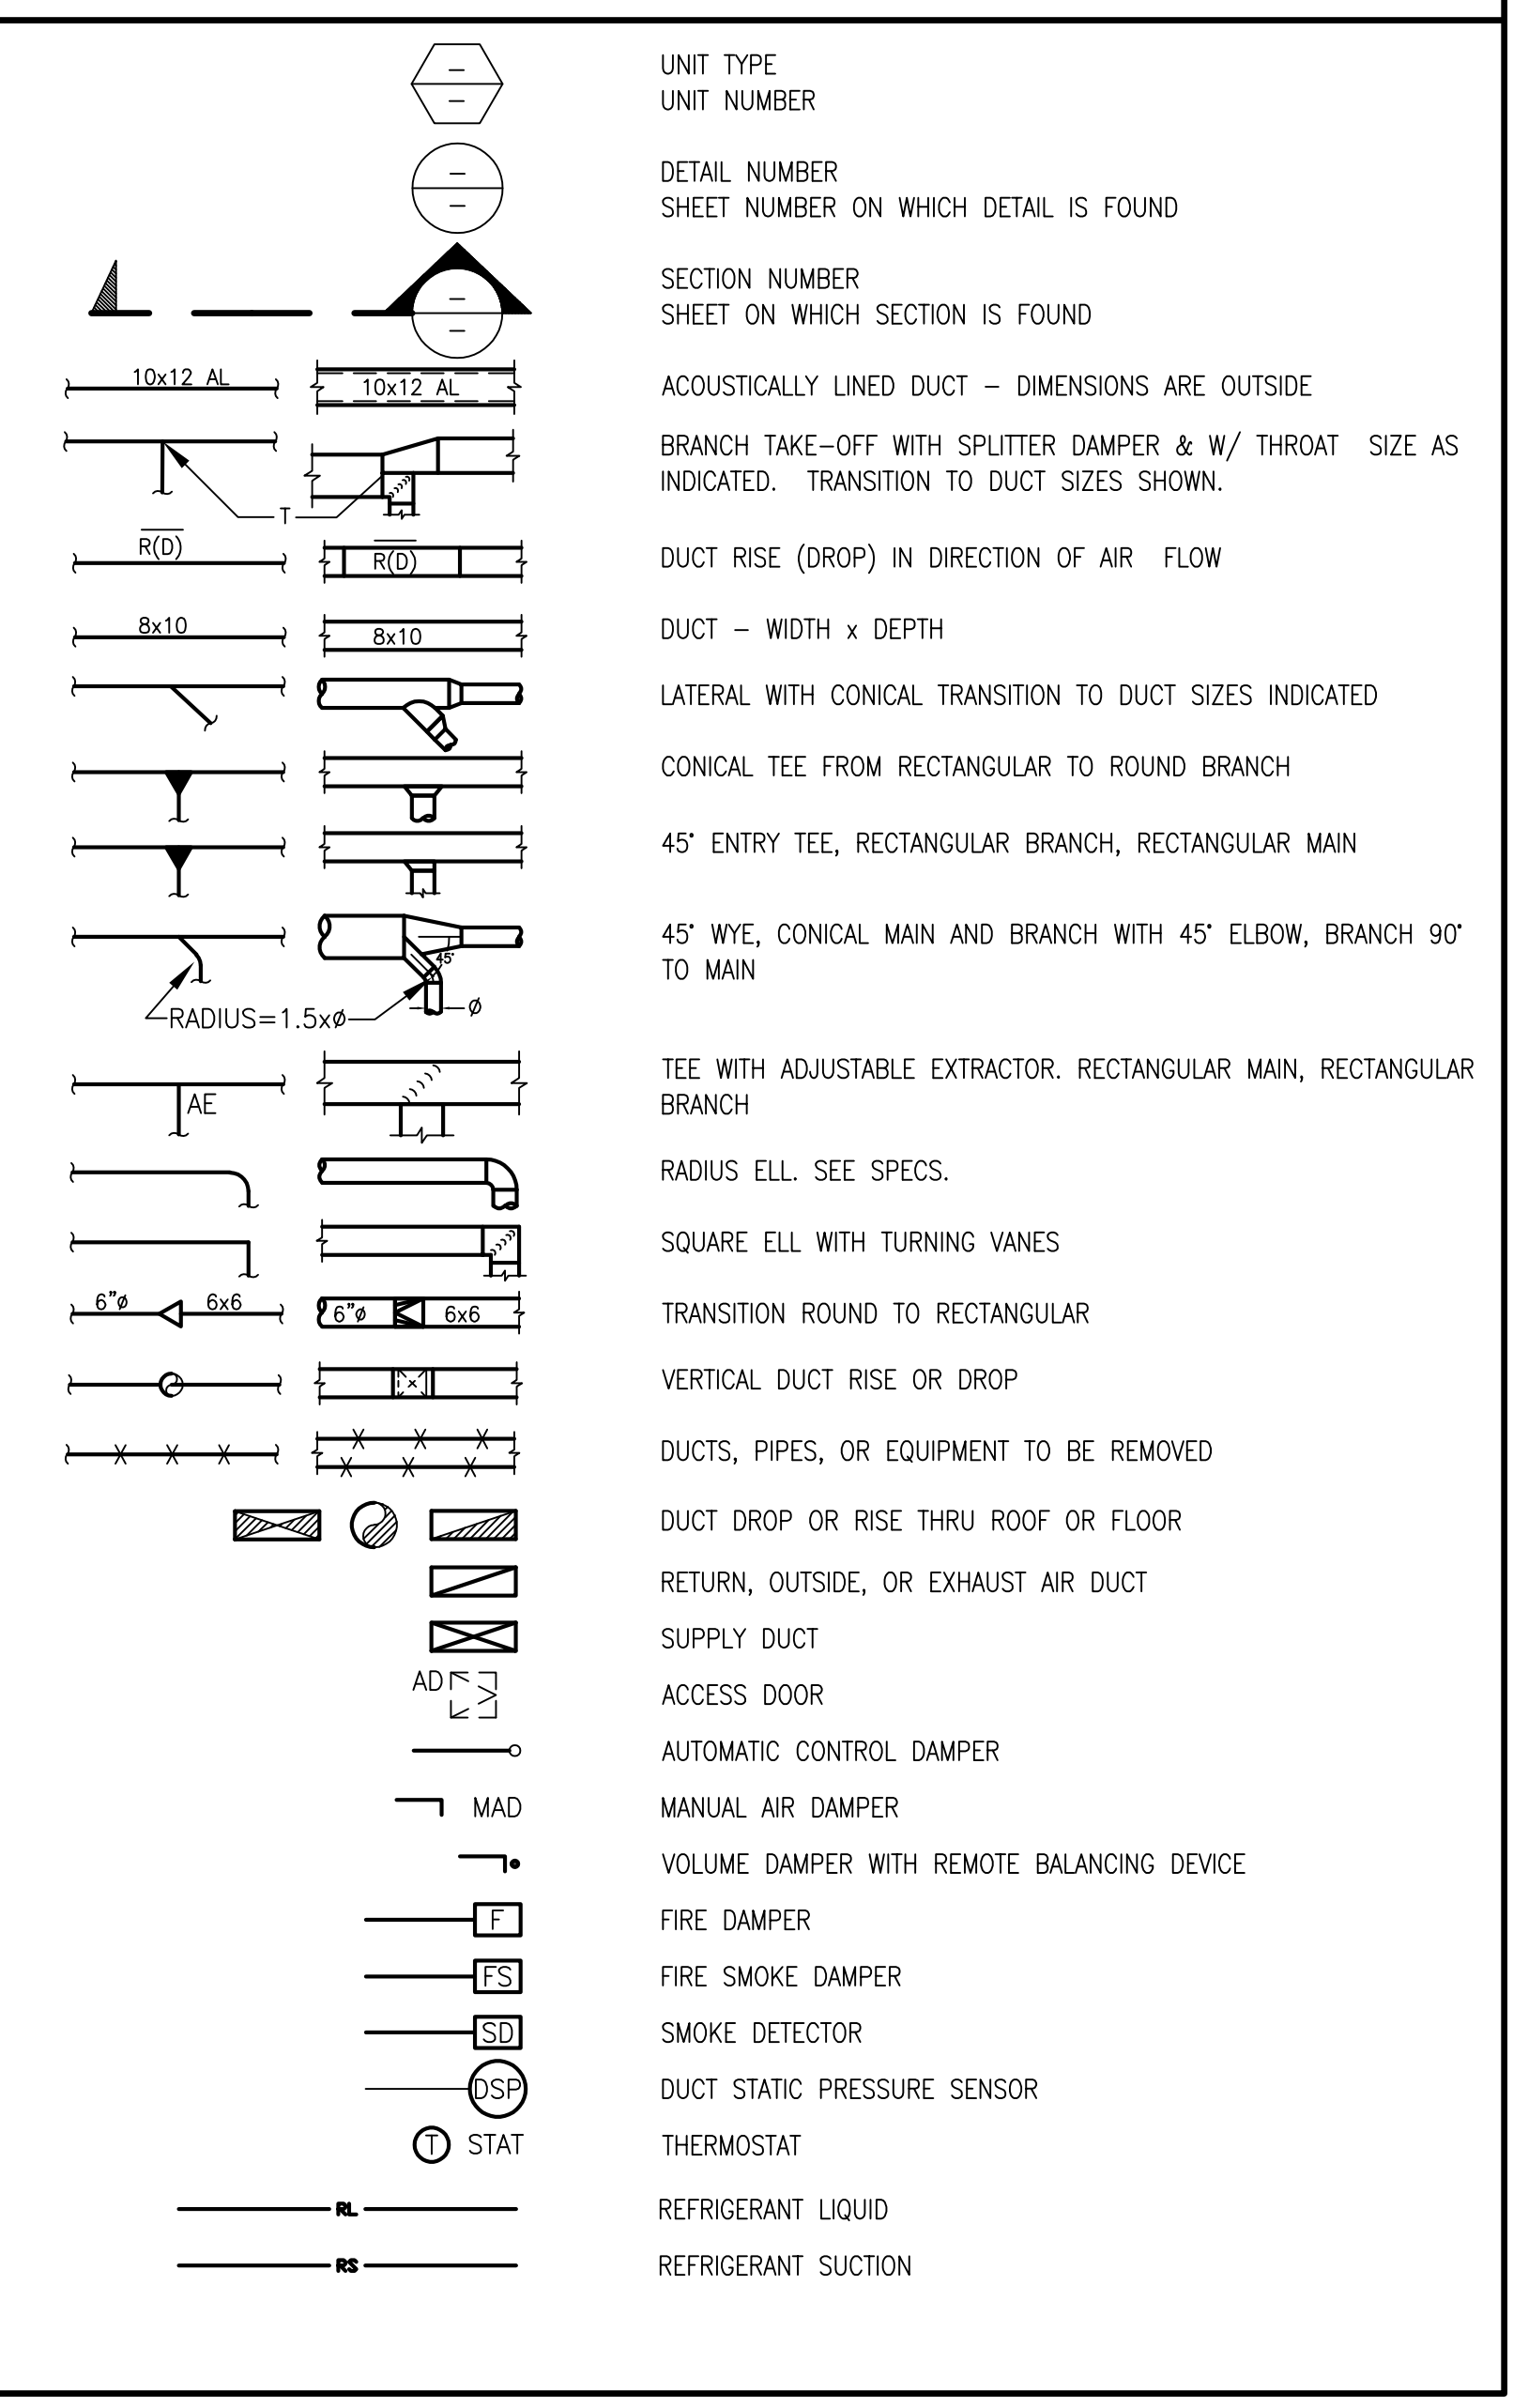 UNIT TYPE
UNIT NUMBER
DETAIL NUMBER
SHEET NUMBER ON WHICH DETAIL IS FOUND
SECTION NUMBER
SHEET ON WHICH SECTION IS FOUND
10x12 AL 10x12 AL ACOUSTICALLY LINED DUCT – DIMENSIONS ARE OUTSIDE
BRANCH TAKE–OFF WITH SPLITTER DAMPER & W/ THROAT SIZE AS
INDICATED. TRANSITION TO DUCT SIZES SHOWN.
T
R(D) R(D) DUCT RISE (DROP) IN DIRECTION OF AIR FLOW
8x10 8x10 DUCT – WIDTH x DEPTH
LATERAL WITH CONICAL TRANSITION TO DUCT SIZES INDICATED
CONICAL TEE FROM RECTANGULAR TO ROUND BRANCH
45° ENTRY TEE, RECTANGULAR BRANCH, RECTANGULAR MAIN
45° WYE, CONICAL MAIN AND BRANCH WITH 45° ELBOW, BRANCH 90°
TO MAIN
45°
RADIUS=1.5xø ø
TEE WITH ADJUSTABLE EXTRACTOR. RECTANGULAR MAIN, RECTANGULAR
BRANCH
AE
RADIUS ELL. SEE SPECS.
SQUARE ELL WITH TURNING VANES
6"ø 6x6 6"ø 6x6 TRANSITION ROUND TO RECTANGULAR
VERTICAL DUCT RISE OR DROP
DUCTS, PIPES, OR EQUIPMENT TO BE REMOVED
DUCT DROP OR RISE THRU ROOF OR FLOOR
RETURN, OUTSIDE, OR EXHAUST AIR DUCT
SUPPLY DUCT
AD ACCESS DOOR
AUTOMATIC CONTROL DAMPER
MAD MANUAL AIR DAMPER
VOLUME DAMPER WITH REMOTE BALANCING DEVICE
F FIRE DAMPER
FS FIRE SMOKE DAMPER
SD SMOKE DETECTOR
DSP DUCT STATIC PRESSURE SENSOR
T STAT THERMOSTAT
RL REFRIGERANT LIQUID
RS REFRIGERANT SUCTION